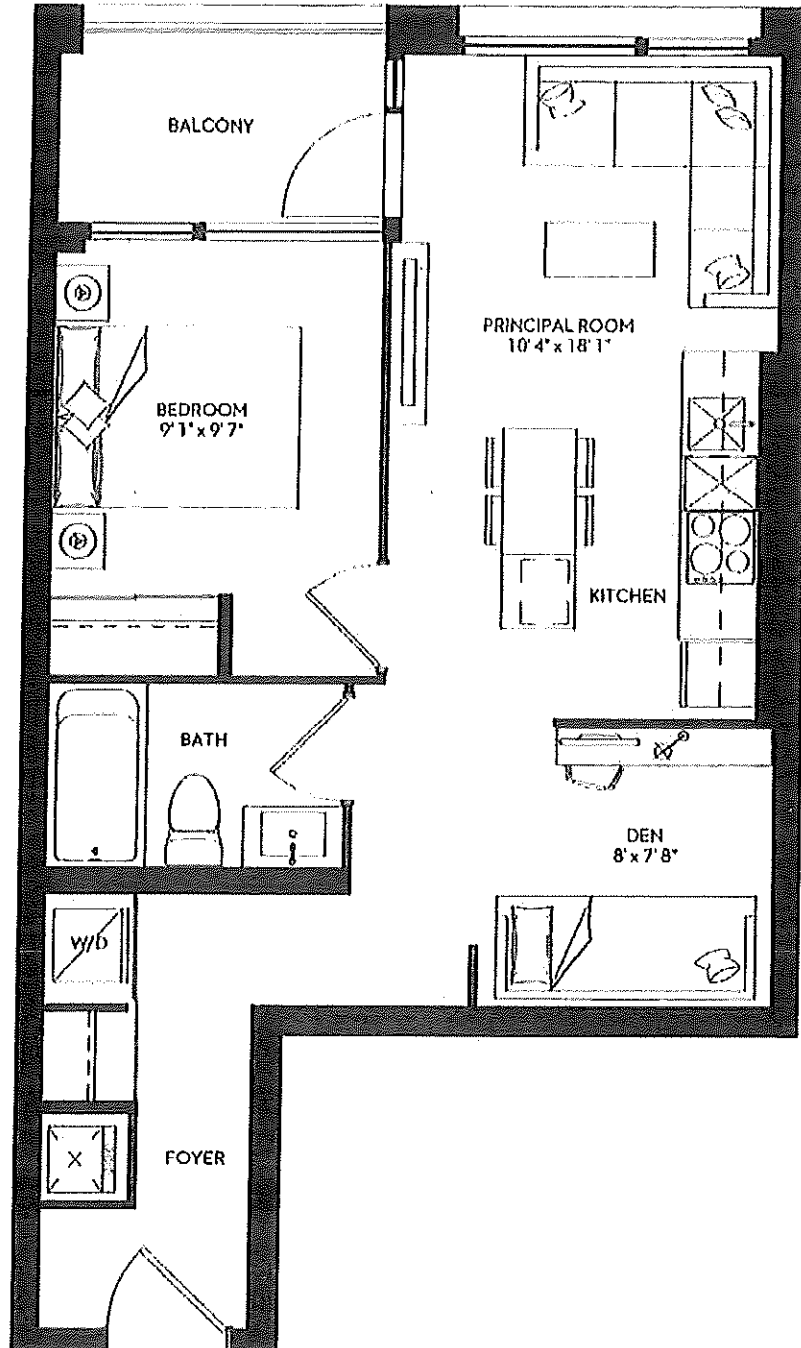 BALCONY
PRINCIPAL ROOM
10' 4" x 18' 1"
BEDROOM
9' 1" x 9' 7"
KITCHEN
BATH
DEN
8' x 7' 8"
W/D
FOYER
X